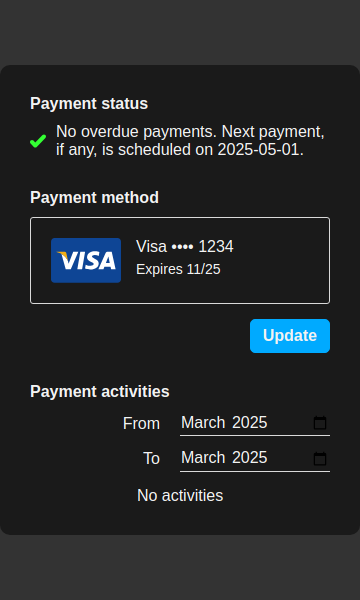 Payment status
No overdue payments. Next payment,
if any, is scheduled on 2025-05-01.
Payment method
VISA
Visa •••• 1234
Expires 11/25
Update
Payment activities
From March 2025
To March 2025
No activities